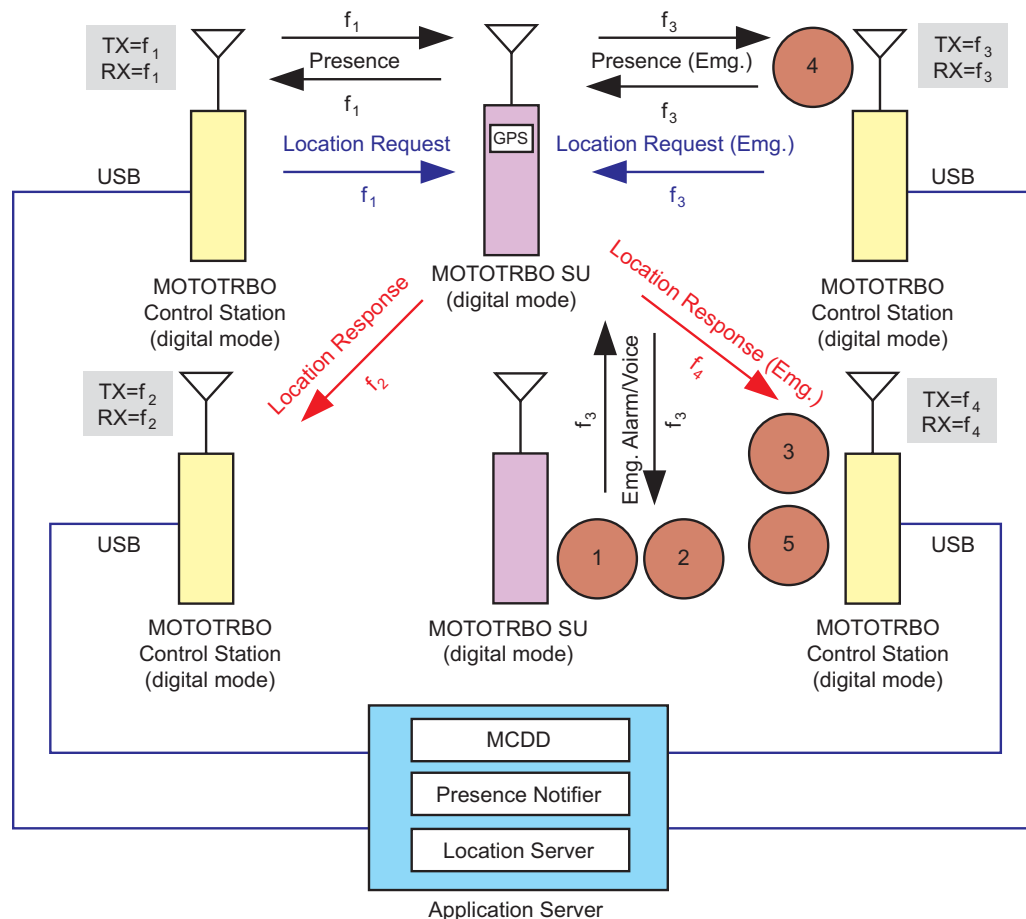 TX=f1
RX=f1
f1
Presence
f1
f3
Presence (Emg.)
f3
4
TX=f3
RX=f3
GPS
Location Request
f1
Location Request (Emg.)
f3
USB
USB
MOTOTRBO
Control Station
(digital mode)
MOTOTRBO SU
(digital mode)
MOTOTRBO
Control Station
(digital mode)
Location Response
f2
Location Response (Emg.)
f4
TX=f2
RX=f2
f3
Emg. Alarm/Voice
f3
TX=f4
RX=f4
3
USB
1
2
5
USB
MOTOTRBO
Control Station
(digital mode)
MOTOTRBO SU
(digital mode)
MOTOTRBO
Control Station
(digital mode)
MCDD
Presence Notifier
Location Server
Application Server